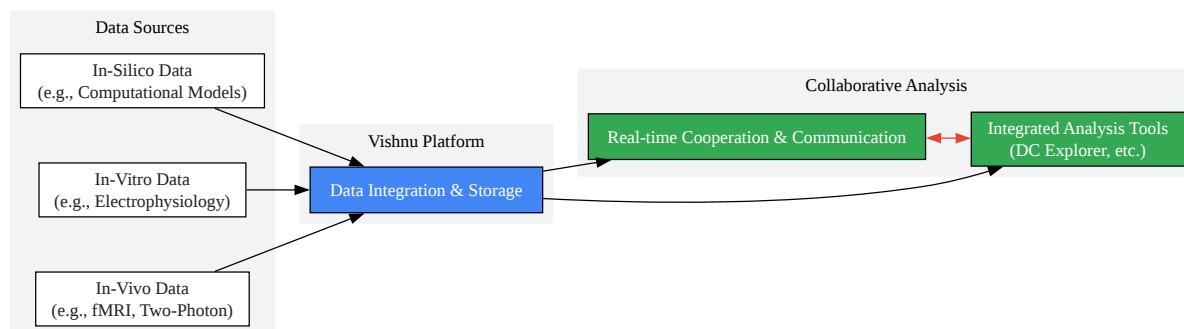 Data Sources
In-Silico Data
(e.g., Computational Models)
In-Vitro Data
(e.g., Electrophysiology)
In-Vivo Data
(e.g., fMRI, Two-Photon)
Vishnu Platform
Data Integration & Storage
Collaborative Analysis
Real-time Cooperation & Communication
Integrated Analysis Tools
(DC Explorer, etc.)